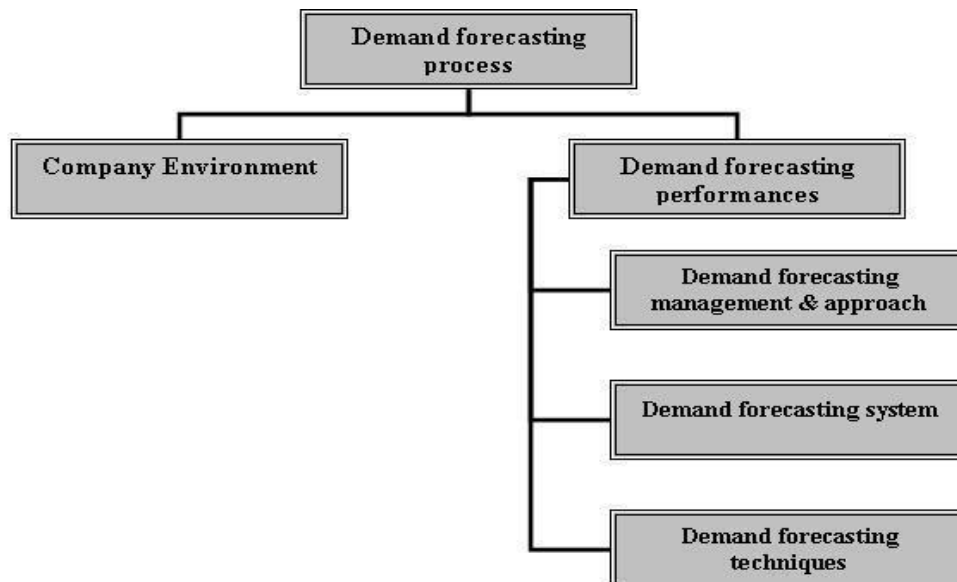 Demand forecasting
process
Company Environment
Demand forecasting
performances
Demand forecasting
management & approach
Demand forecasting system
Demand forecasting
techniques